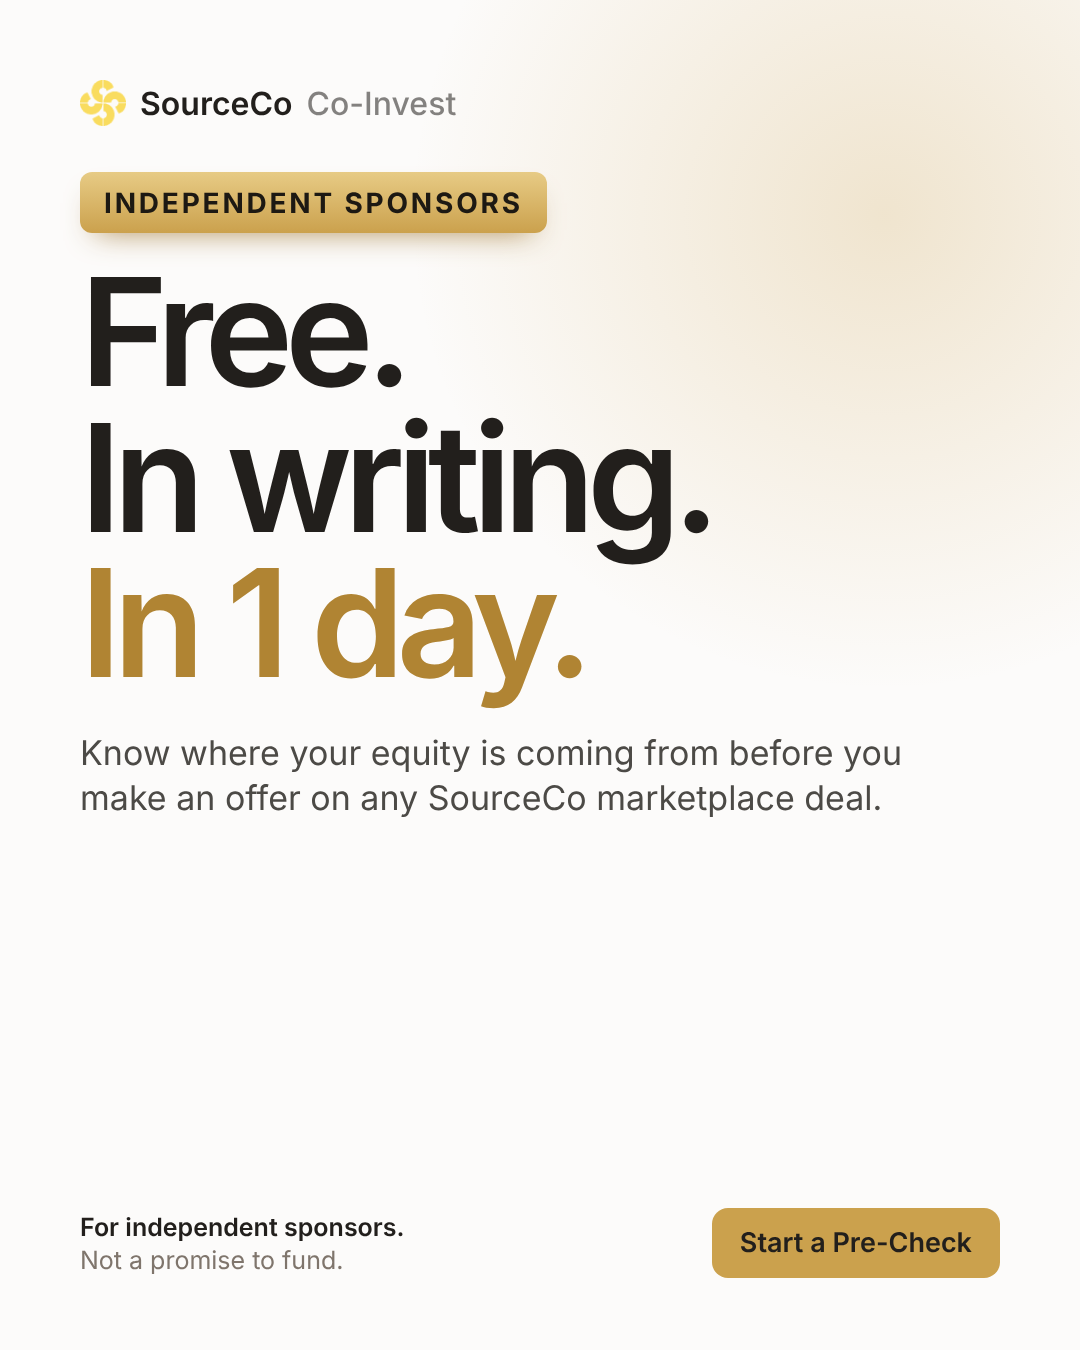 SourceCo Co-Invest
INDEPENDENT SPONSORS
Free.
In writing.
In 1 day.
Know where your equity is coming from before you
make an offer on any SourceCo marketplace deal.
For independent sponsors.
Not a promise to fund.
Start a Pre-Check